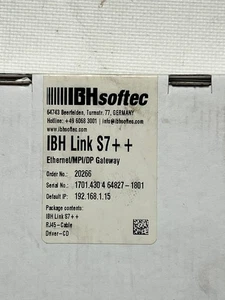 IBHsoftec
64743 Beerfelden, Turmstr. 77, GERMANY
Hotline: +49 6068 3001 | info@ibhsoftec.com
www.ibhsoftec.com
IBH Link S7++
Ethernet/MPI/DP Gateway
Order No.: 20266
Serial No.: 1701.430 4 64827-1801
Default IP: 192.168.1.15
Package contents:
IBH Link S7++
RJ45-Cable
Driver-CD